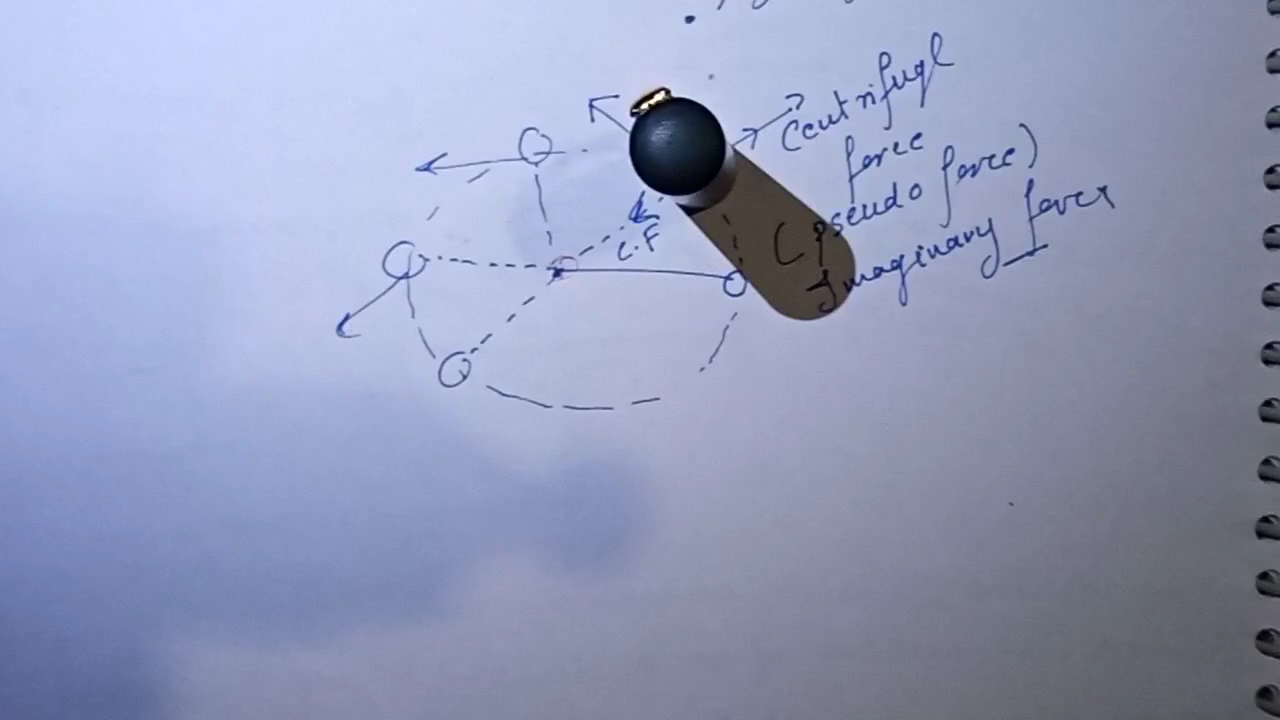 Centrifugl
force
(pseudo force)
Imaginary force
C.F